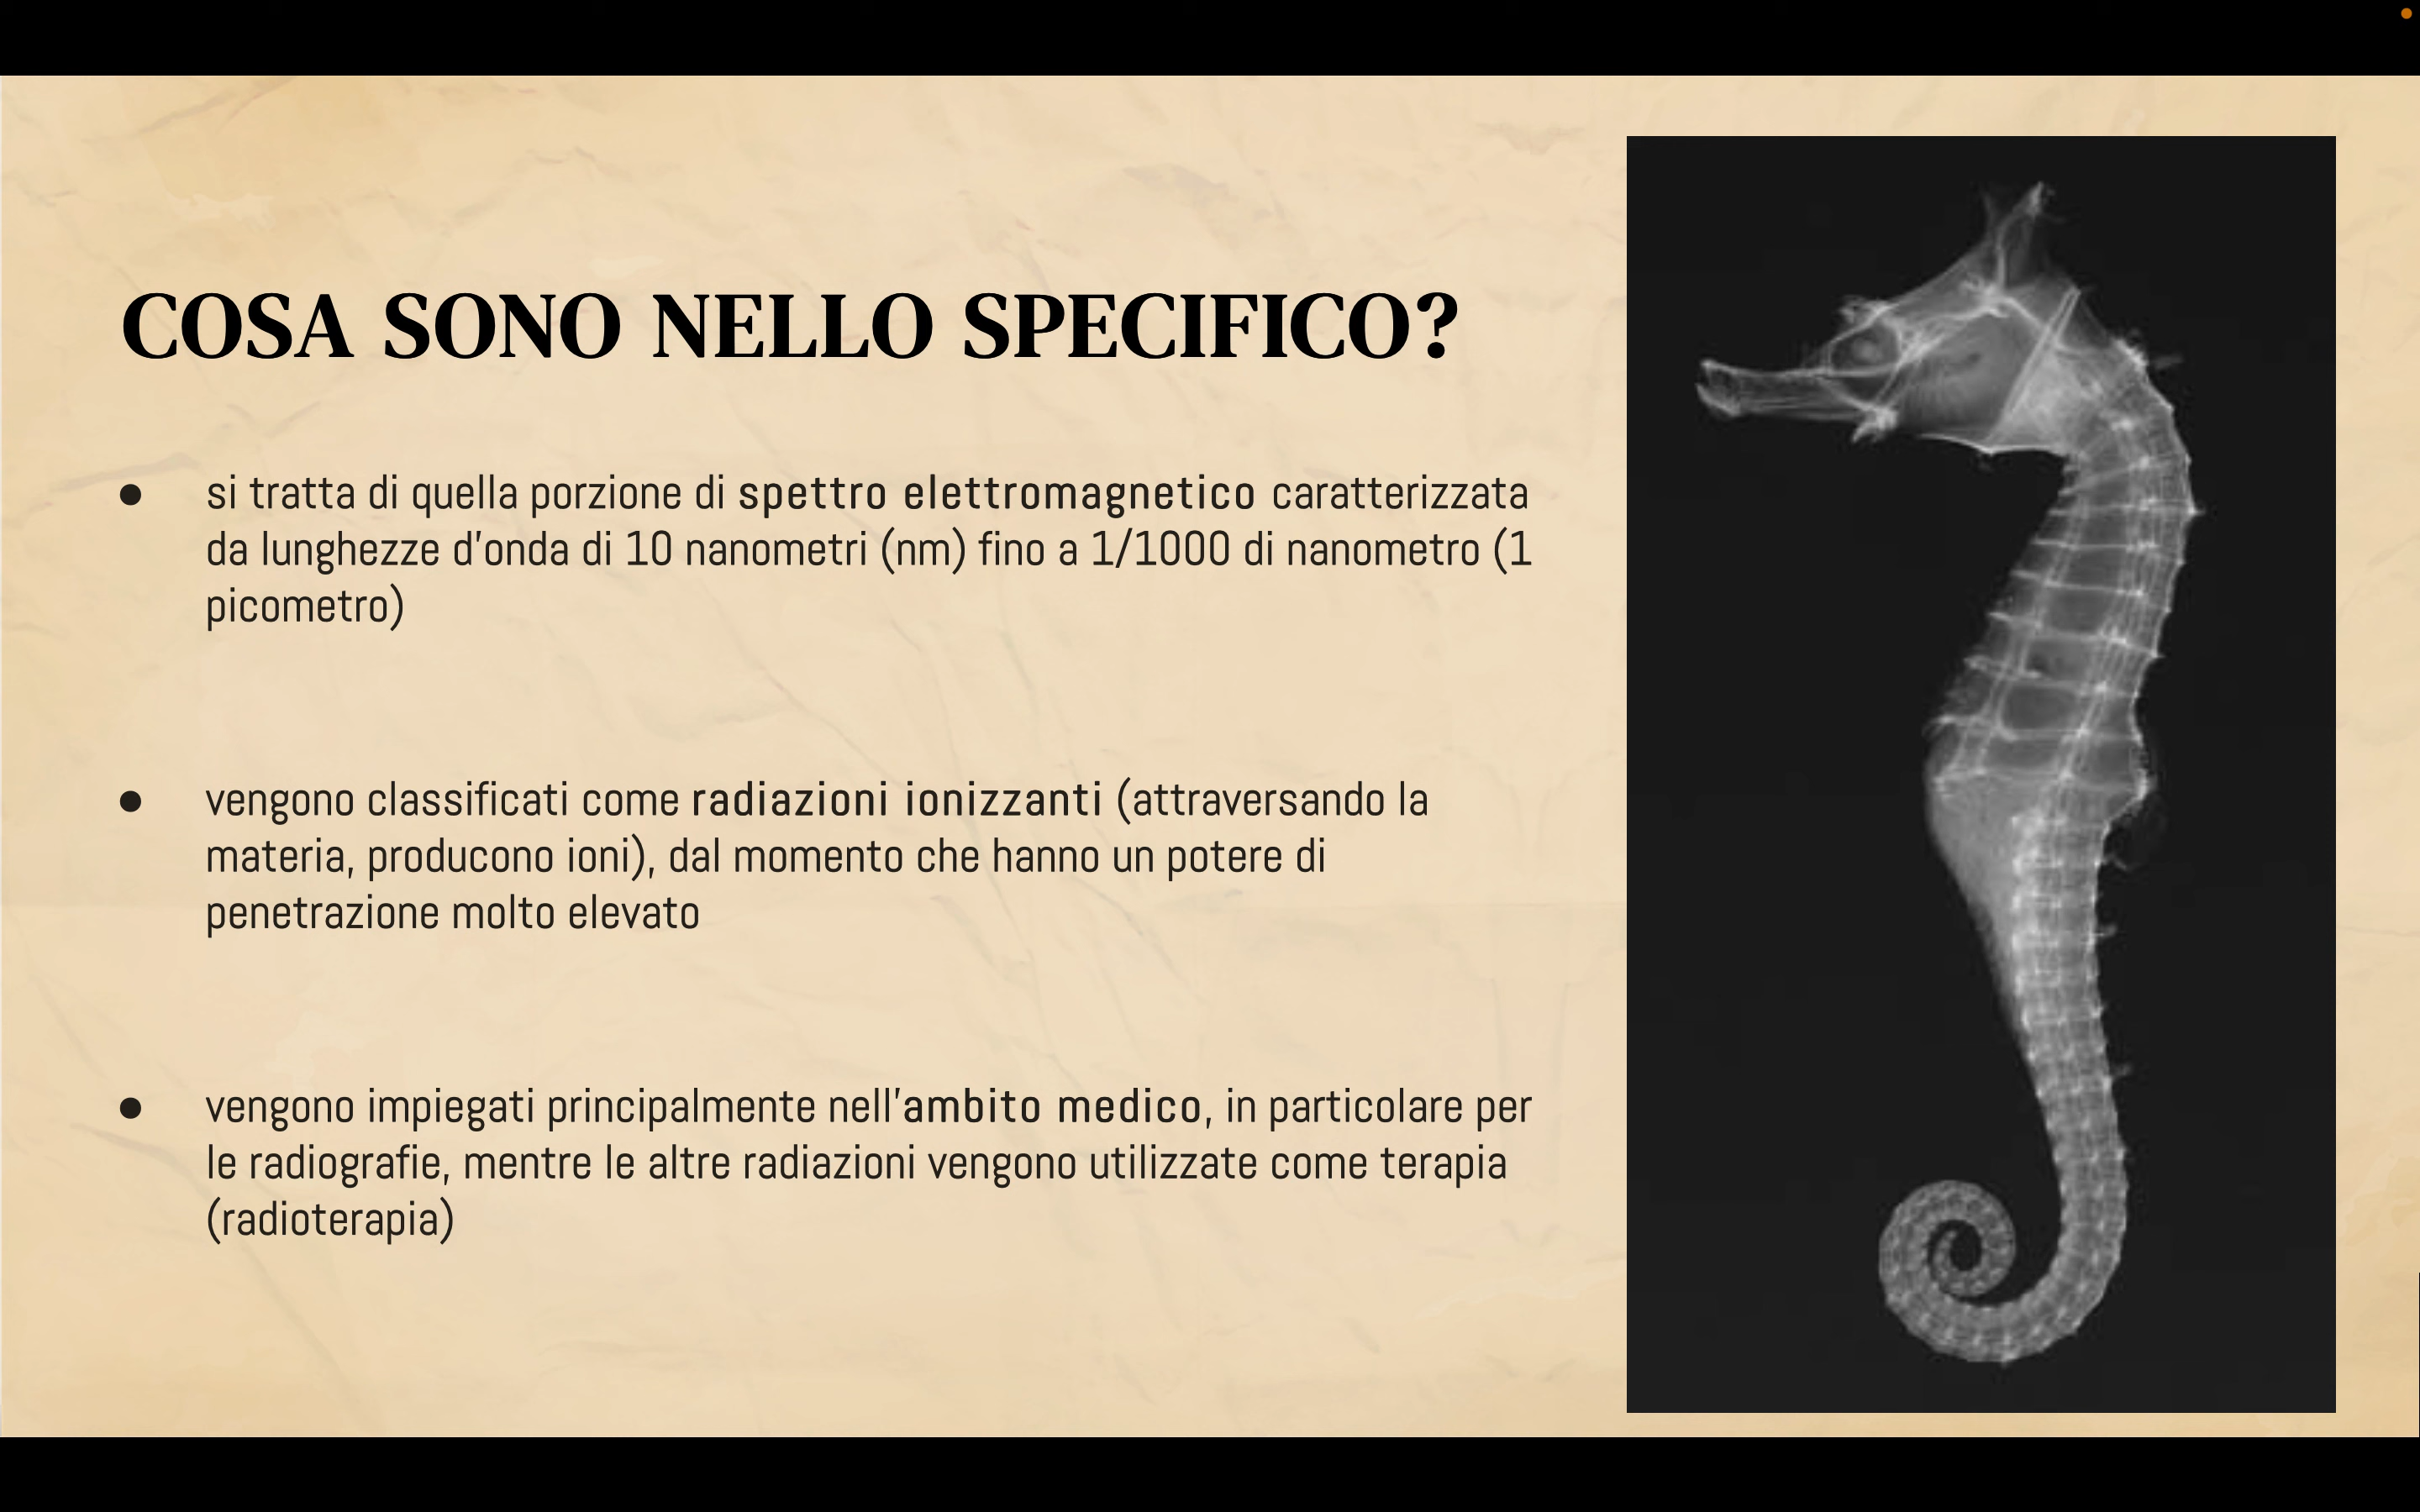 COSA SONO NELLO SPECIFICO?
● si tratta di quella porzione di spettro elettromagnetico caratterizzata
da lunghezze d'onda di 10 nanometri (nm) fino a 1/1000 di nanometro (1
picometro)
● vengono classificati come radiazioni ionizzanti (attraversando la
materia, producono ioni), dal momento che hanno un potere di
penetrazione molto elevato
● vengono impiegati principalmente nell'ambito medico, in particolare per
le radiografie, mentre le altre radiazioni vengono utilizzate come terapia
(radioterapia)